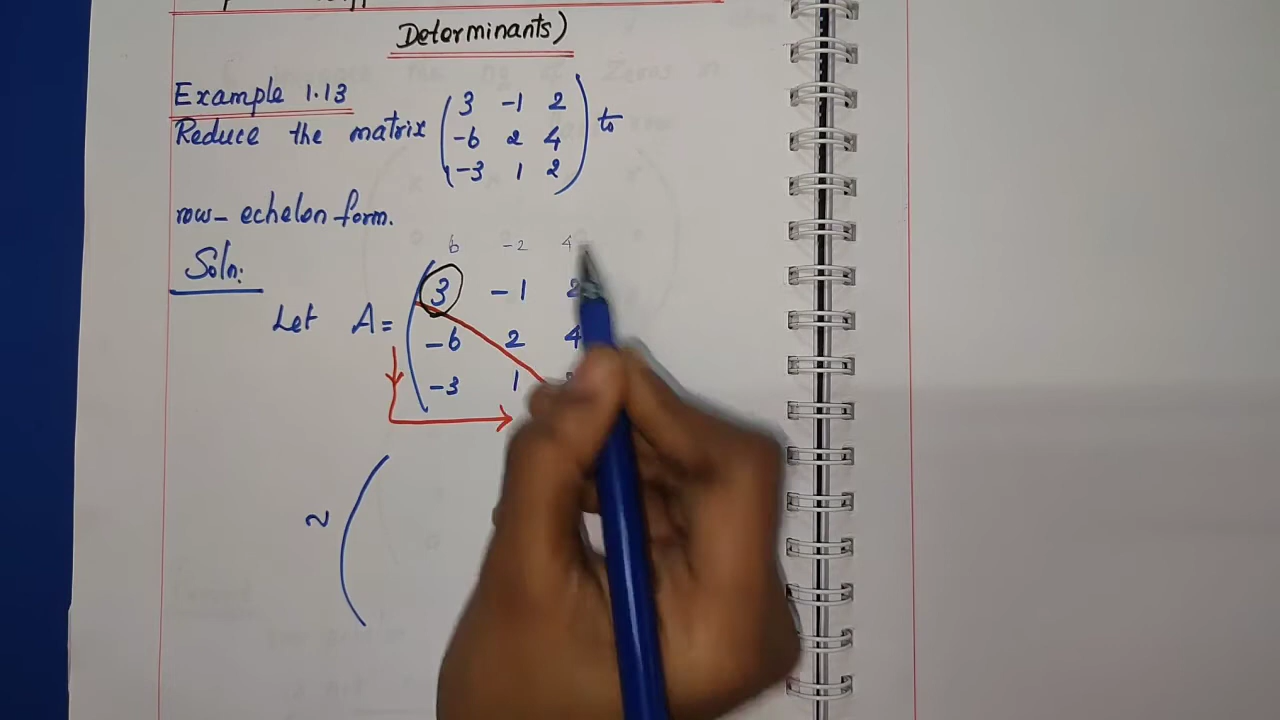 Determinants)
Example 1.13
Reduce the matrix ( 3 -1 2 ) to
-6 2 4
-3 1 2
row-echelon form.
Soln:
6 -2 4
3 -1 2
Let A = -6 2 4
-3 1
~ (